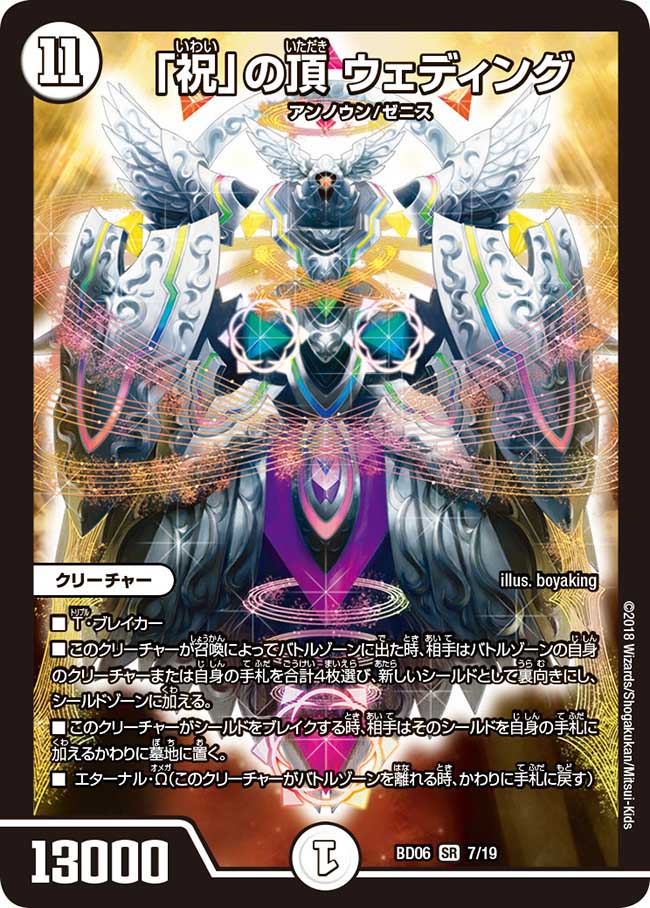 11
「祝」の頂 ウェディング
アンノウン/ゼニス
クリーチャー
illus. boyaking
■ T・ブレイカー
■ このクリーチャーが召喚によってバトルゾーンに出た時、相手はバトルゾーンの自身
のクリーチャーまたは自身の手札を合計4枚選び、新しいシールドとして裏向きにし、
シールドゾーンに加える。
■ このクリーチャーがシールドをブレイクする時、相手はそのシールドを自身の手札に
加えるかわりに墓地に置く。
■ エターナル・Ω(このクリーチャーがバトルゾーンを離れる時、かわりに手札に戻す)
13000
BD06 SR 7/19
©2018 Wizards/Shogakukan/Mitsui-Kids